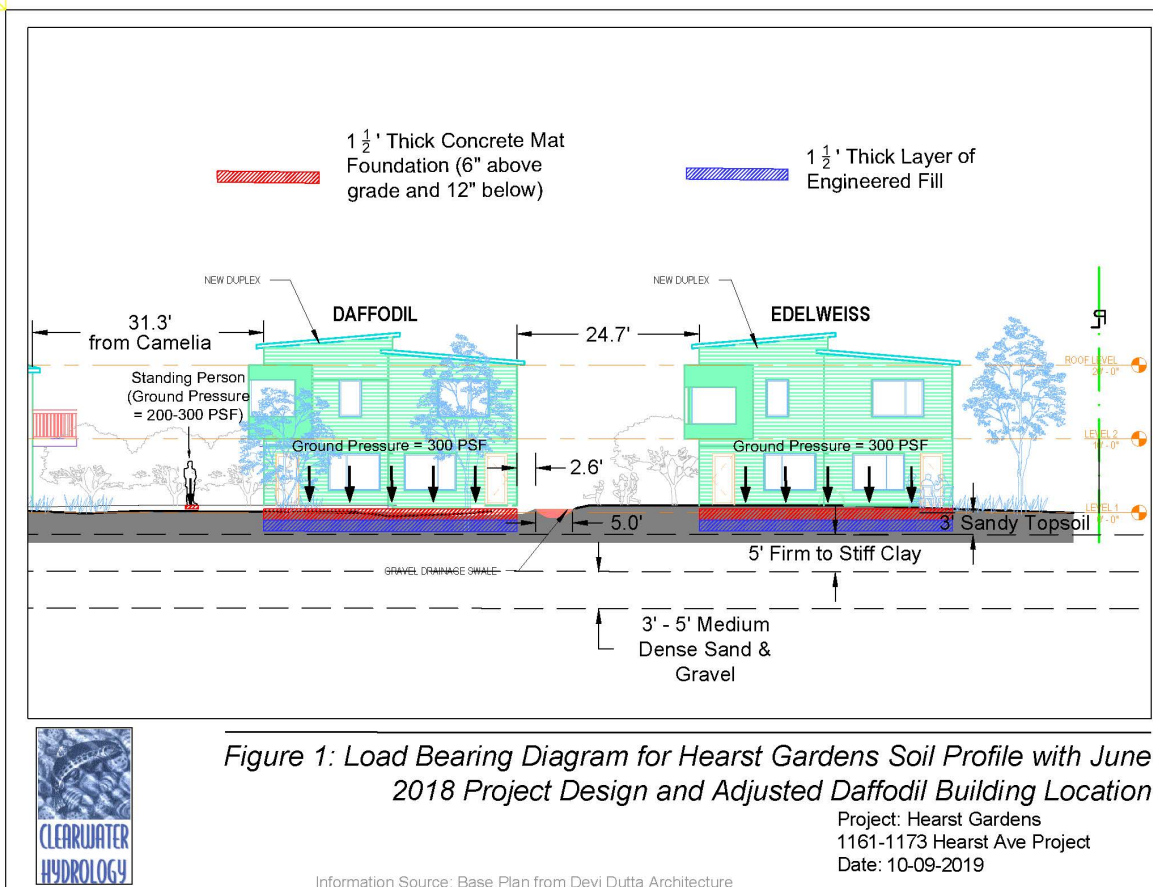 1 1/2 ' Thick Concrete Mat
Foundation (6" above
grade and 12" below)
1 1/2 ' Thick Layer of
Engineered Fill
NEW DUPLEX
NEW DUPLEX
DAFFODIL
EDELWEISS
31.3'
from Camelia
24.7'
Standing Person
(Ground Pressure
= 200-300 PSF)
ROOF LEVEL
LEVEL 2
Ground Pressure = 300 PSF
Ground Pressure = 300 PSF
2.6'
LEVEL 1
5.0'
3' Sandy Topsoil
5' Firm to Stiff Clay
GRAVEL DRAINAGE SWALE
3' - 5' Medium
Dense Sand &
Gravel
Figure 1: Load Bearing Diagram for Hearst Gardens Soil Profile with June
2018 Project Design and Adjusted Daffodil Building Location
Project: Hearst Gardens
1161-1173 Hearst Ave Project
Date: 10-09-2019
CLEARWATER
HYDROLOGY
Information Source: Base Plan from Devi Dutta Architecture